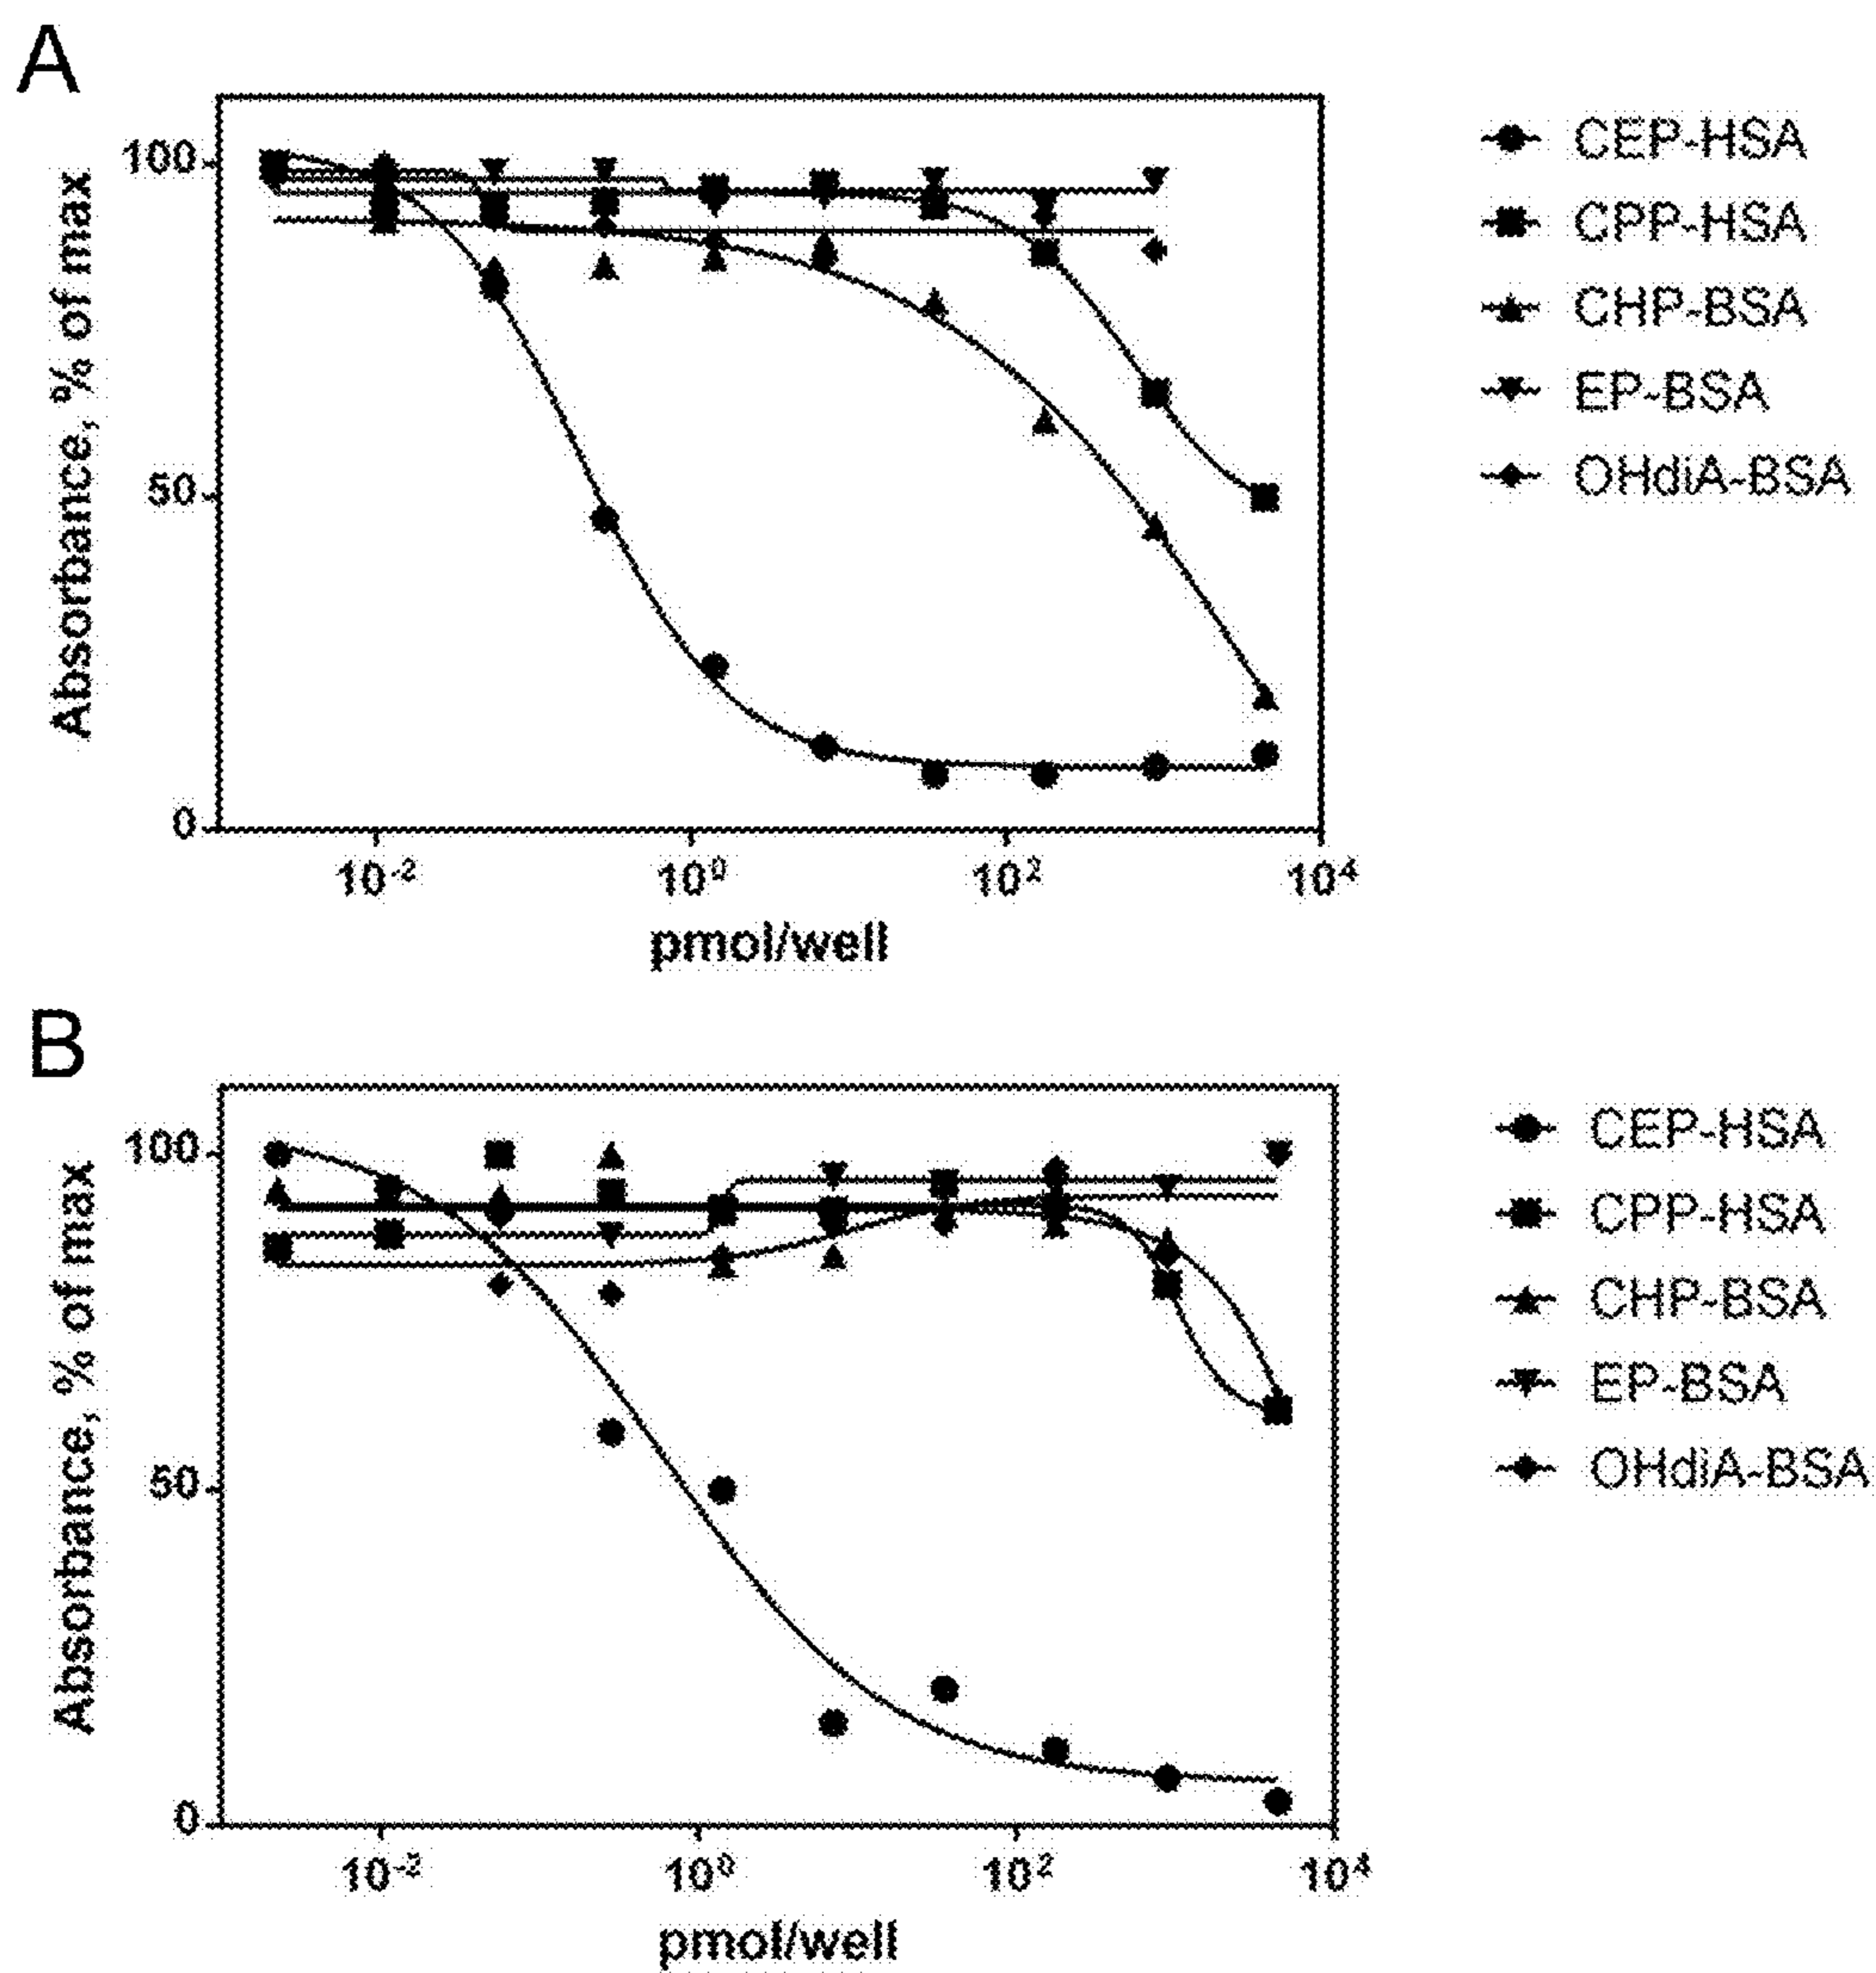 A
Absorbance, % of max
100
50
0
10-2
100
102
104
pmol/well
CEP-HSA
CPP-HSA
CHP-BSA
EP-BSA
OHdiA-BSA
B
Absorbance, % of max
100
50
0
10-2
100
102
104
pmol/well
CEP-HSA
CPP-HSA
CHP-BSA
EP-BSA
OHdiA-BSA